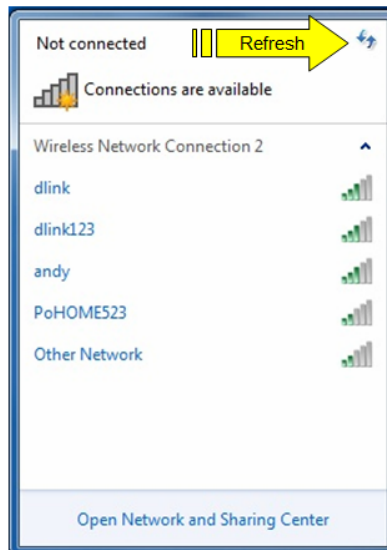 Not connected
Refresh
Connections are available
Wireless Network Connection 2
dlink
dlink123
andy
PoHOME523
Other Network
Open Network and Sharing Center